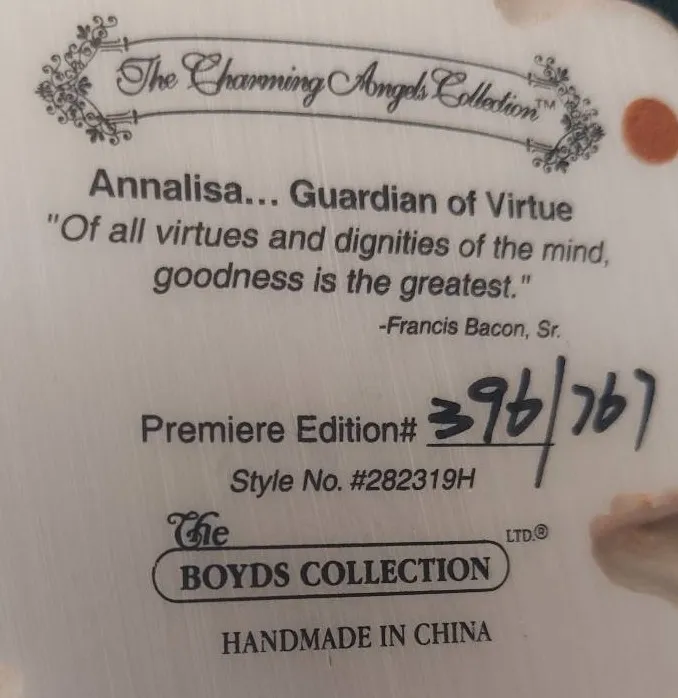 The Charming Angels Collection™
Annalisa... Guardian of Virtue
"Of all virtues and dignities of the mind,
goodness is the greatest."
-Francis Bacon, Sr.
Premiere Edition# 396/767
Style No. #282319H
The
BOYDS COLLECTION LTD.®
HANDMADE IN CHINA